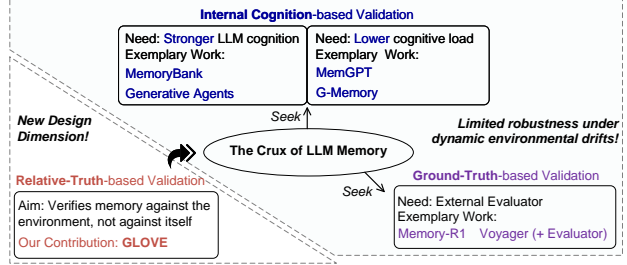 Internal Cognition-based Validation
Need: Stronger LLM cognition
Exemplary Work:
MemoryBank
Generative Agents
Need: Lower cognitive load
Exemplary Work:
MemGPT
G-Memory
Seek
New Design
Dimension!
Limited robustness under
dynamic environmental drifts!
The Crux of LLM Memory
Relative-Truth-based Validation
Aim: Verifies memory against the
environment, not against itself
Our Contribution: GLOVE
Seek
Ground-Truth-based Validation
Need: External Evaluator
Exemplary Work:
Memory-R1 Voyager (+ Evaluator)